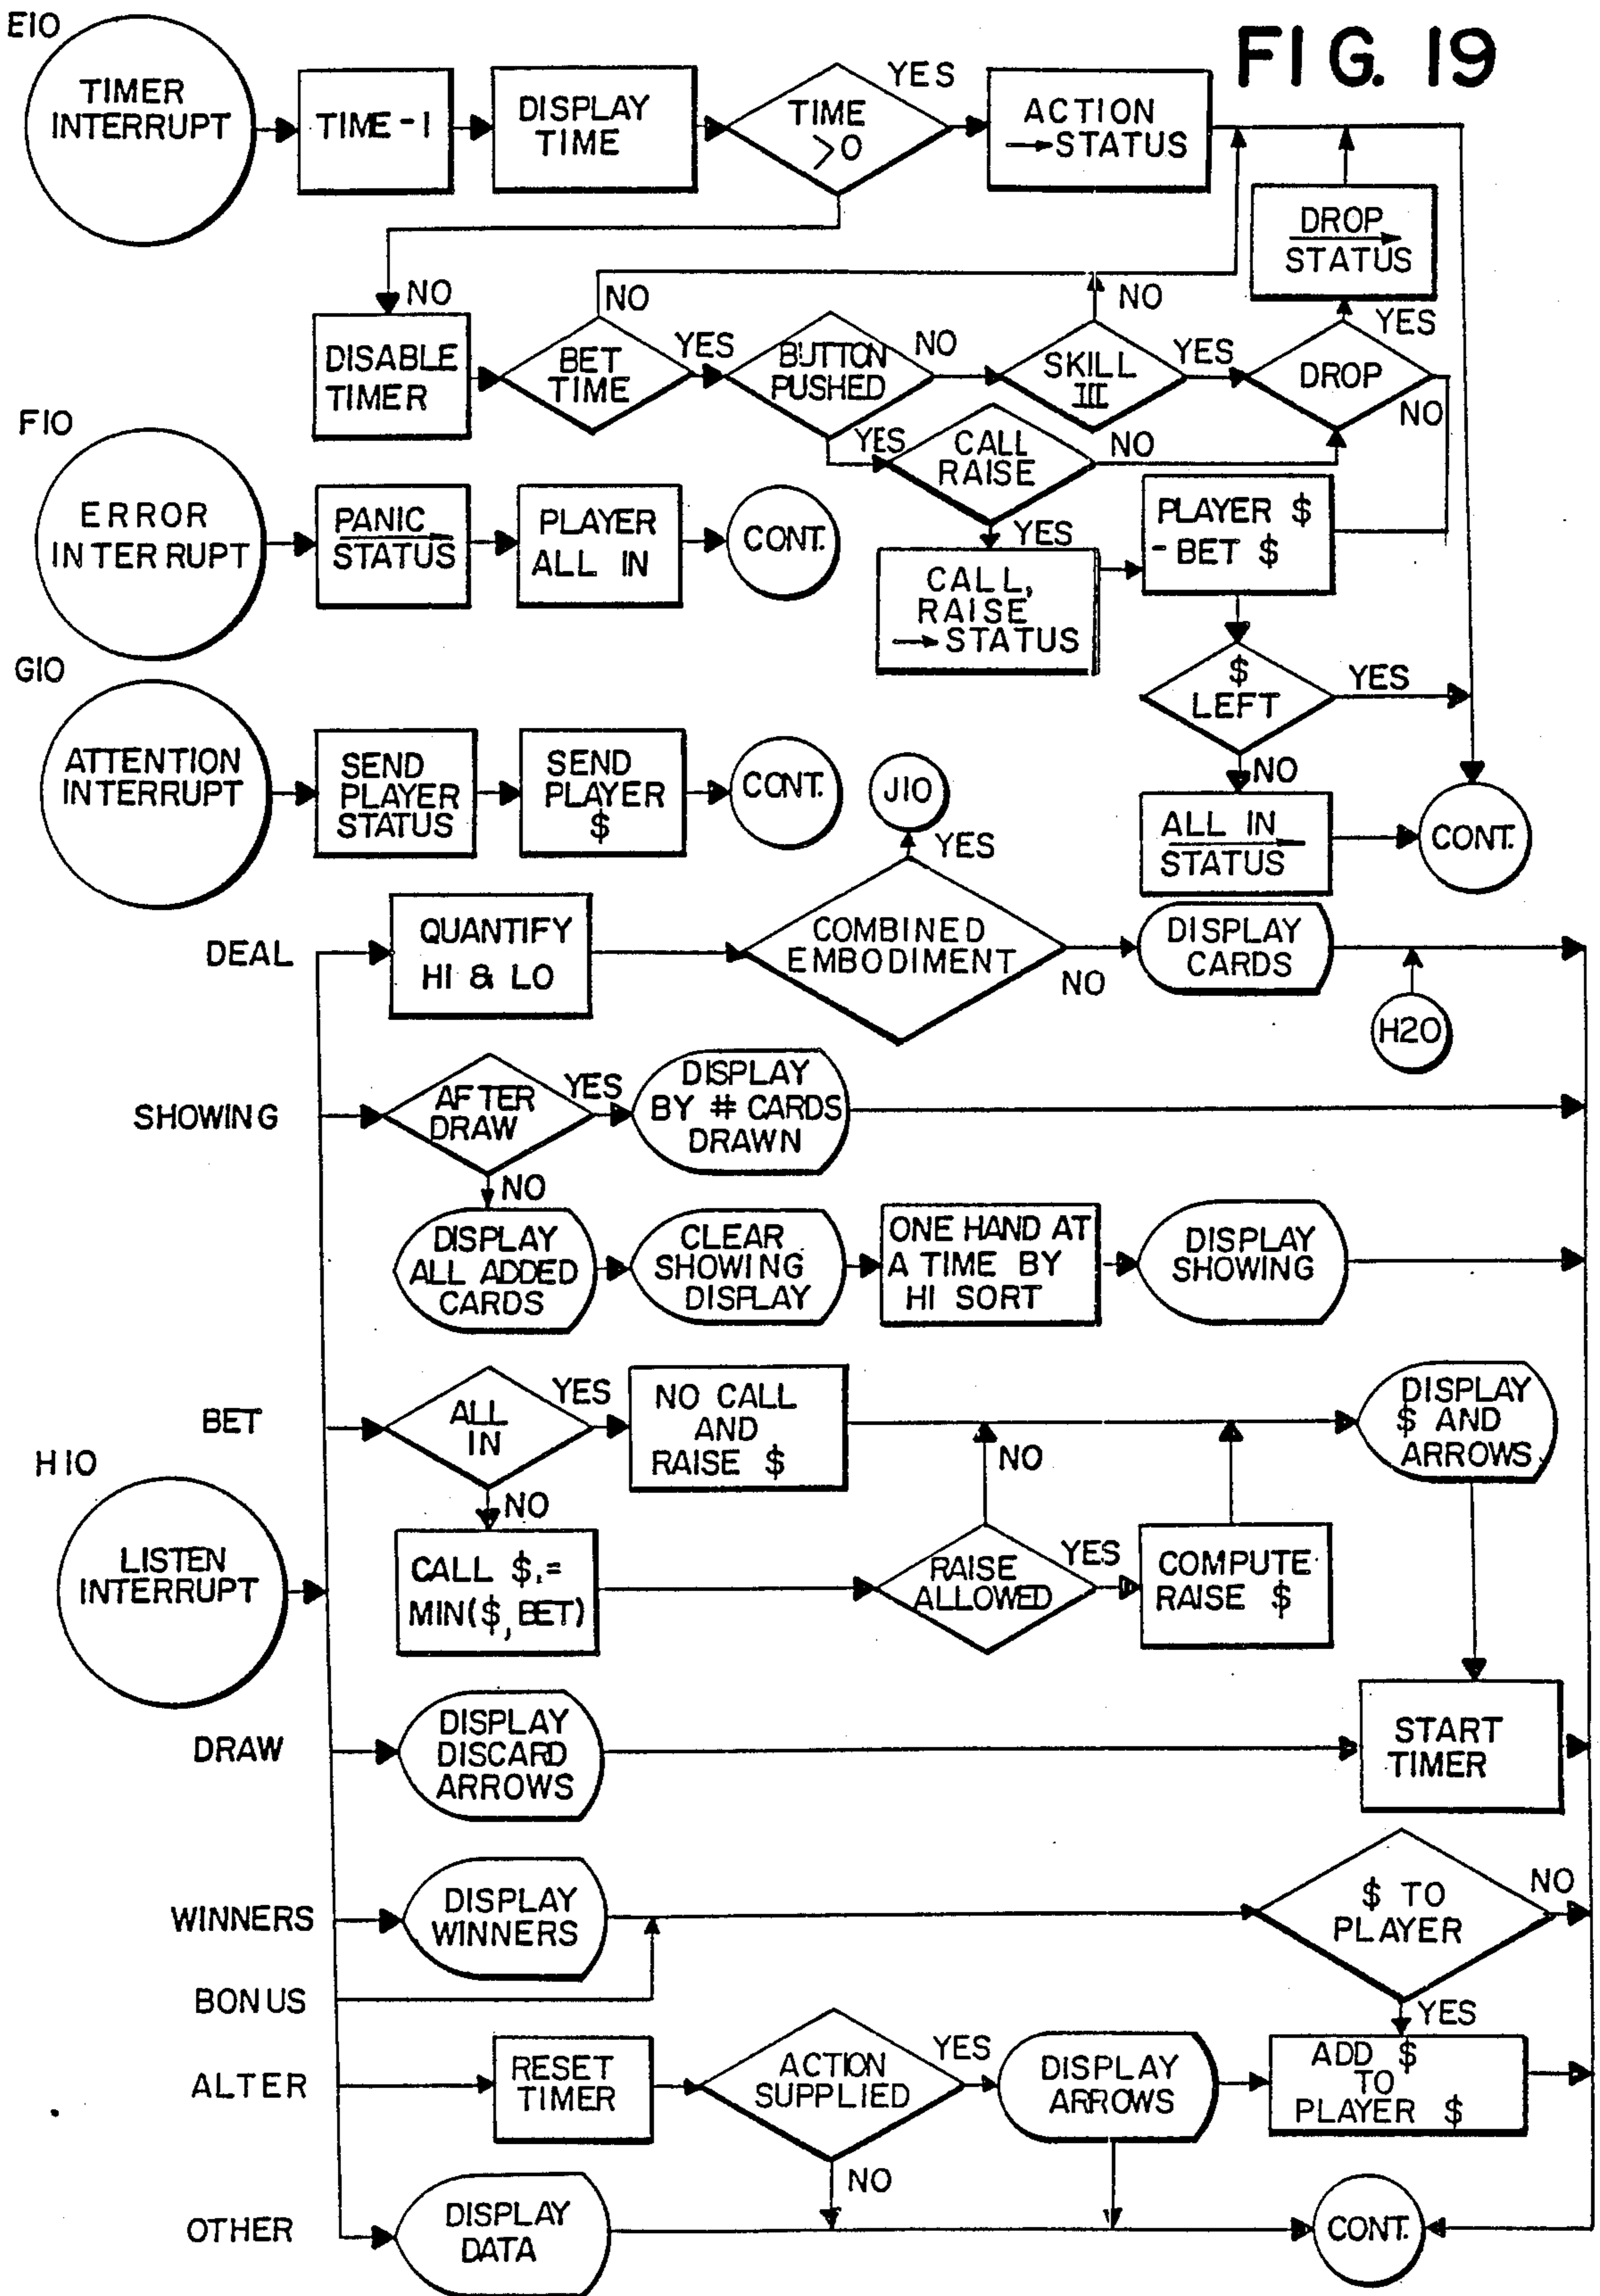 FIG. 19
E10
TIMER
INTERRUPT
TIME-1
DISPLAY
TIME
TIME
>0
YES
ACTION
→STATUS
DROP
STATUS
NO
NO
NO
YES
DISABLE
TIMER
BET
TIME
YES
BUTTON
PUSHED
NO
SKILL
III
YES
DROP
NO
F10
YES
CALL
RAISE
NO
ERROR
INTERRUPT
PANIC
STATUS
PLAYER
ALL IN
CONT.
YES
PLAYER $
- BET $
CALL,
RAISE
→STATUS
G10
$
LEFT
YES
ATTENTION
INTERRUPT
SEND
PLAYER
STATUS
SEND
PLAYER
$
CONT.
J10
NO
YES
ALL IN
STATUS
CONT.
DEAL
QUANTIFY
HI & LO
COMBINED
EMBODIMENT
NO
DISPLAY
CARDS
H20
SHOWING
AFTER
DRAW
YES
DISPLAY
BY # CARDS
DRAWN
NO
DISPLAY
ALL ADDED
CARDS
CLEAR
SHOWING
DISPLAY
ONE HAND AT
A TIME BY
HI SORT
DISPLAY
SHOWING
BET
ALL
IN
YES
NO CALL
AND
RAISE $
NO
DISPLAY
$ AND
ARROWS
H10
NO
LISTEN
INTERRUPT
CALL $.=
MIN($,BET)
RAISE
ALLOWED
YES
COMPUTE
RAISE $
DRAW
DISPLAY
DISCARD
ARROWS
START
TIMER
WINNERS
DISPLAY
WINNERS
$ TO
PLAYER
NO
BONUS
YES
ALTER
RESET
TIMER
ACTION
SUPPLIED
YES
DISPLAY
ARROWS
ADD $
TO
PLAYER $
NO
OTHER
DISPLAY
DATA
CONT.